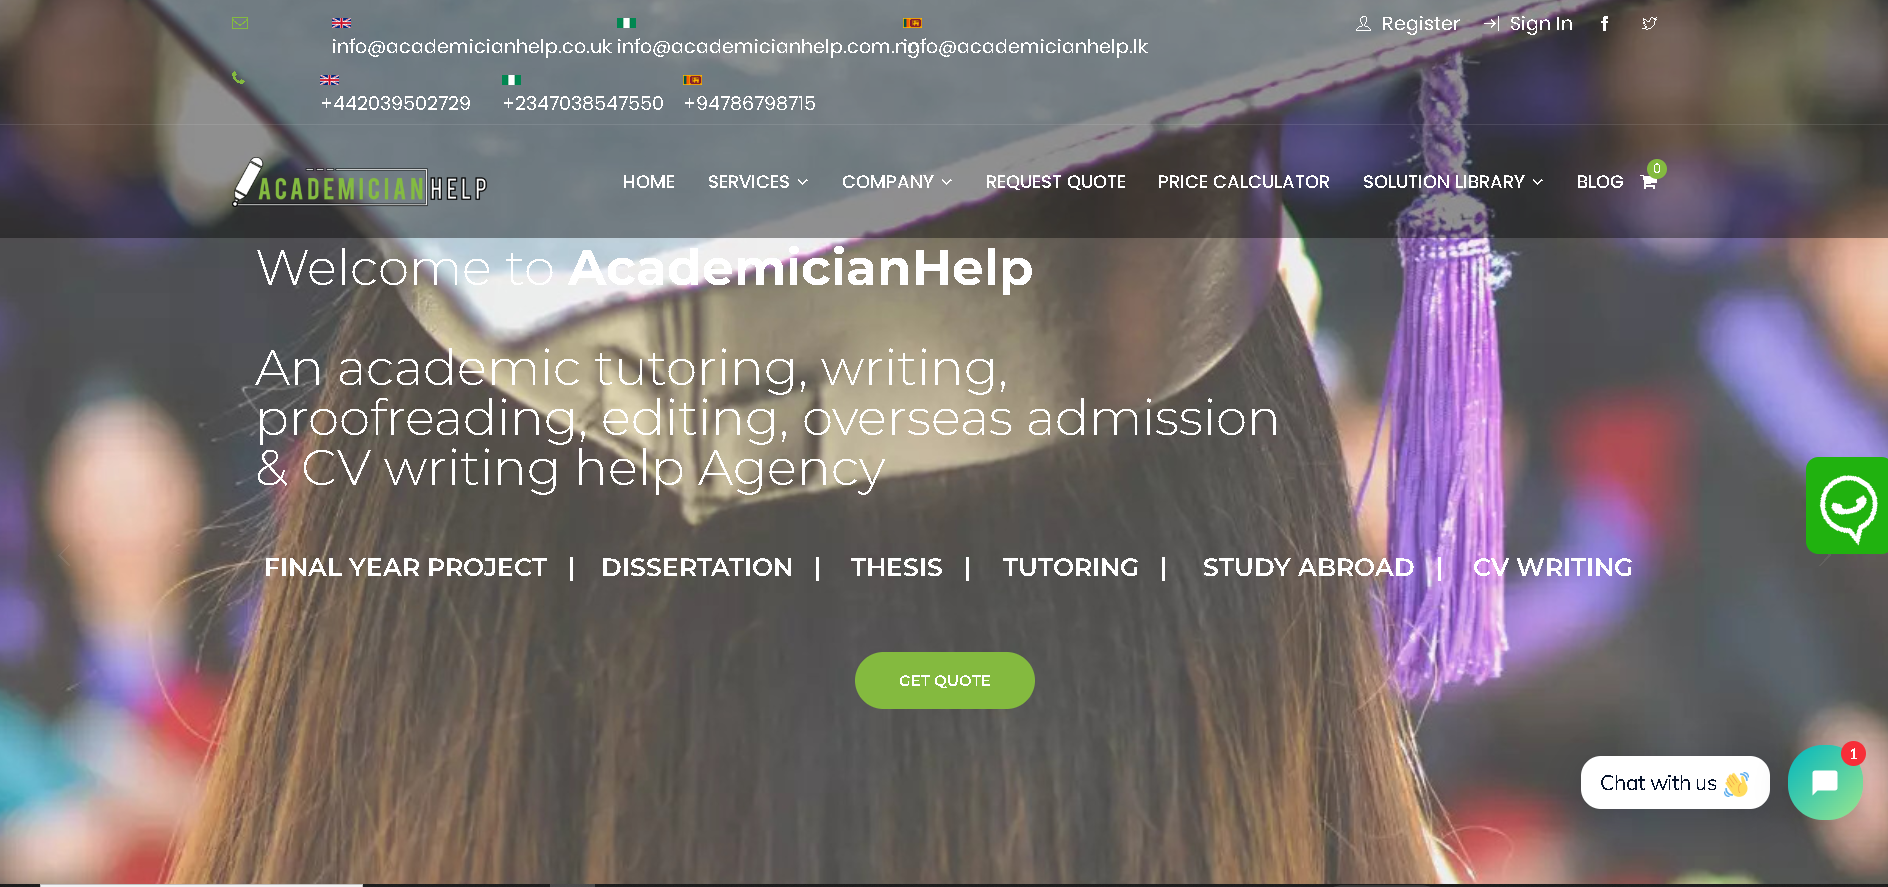 info@academicianhelp.co.uk info@academicianhelp.com.ng info@academicianhelp.lk
Register Sign In
+442039502729 +2347038547550 +94786798715
ACADEMICIANHELP
HOME SERVICES COMPANY REQUEST QUOTE PRICE CALCULATOR SOLUTION LIBRARY BLOG 0
Welcome to AcademicianHelp
An academic tutoring, writing,
proofreading, editing, overseas admission
& CV writing help Agency
FINAL YEAR PROJECT | DISSERTATION | THESIS | TUTORING | STUDY ABROAD | CV WRITING
GET QUOTE
Chat with us 👋
1